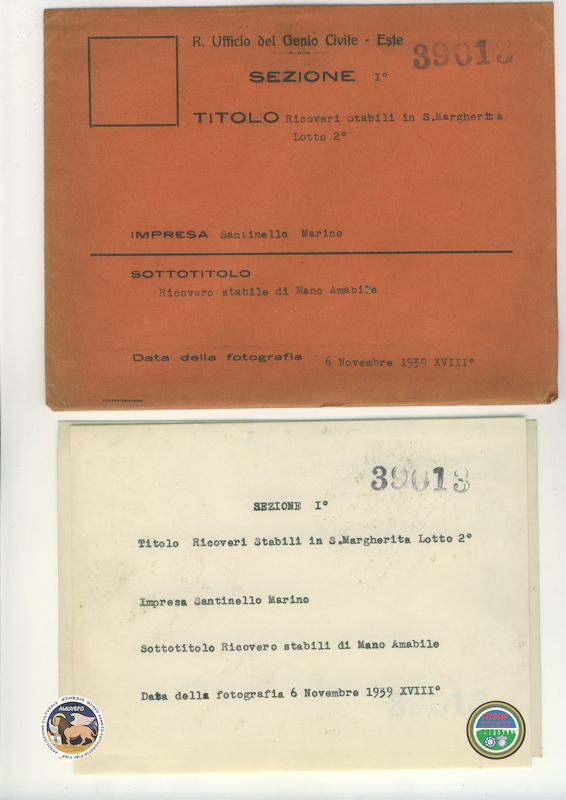 R. Ufficio del Genio Civile - Este
39013
SEZIONE I°
TITOLO Ricoveri Stabili in S.Margherita
Lotto 2°
IMPRESA Santinello Marino
SOTTOTITOLO
Ricovero stabile di Mano Amabile
Data della fotografia 6 Novembre 1939 XVIII°
39013
SEZIONE I°
Titolo Ricoveri Stabili in S.Margherita Lotto 2°
Impresa Santinello Marino
Sottotitolo Ricovero stabili di Mano Amabile
Data della fotografia 6 Novembre 1939 XVIII°
AMUVEFO